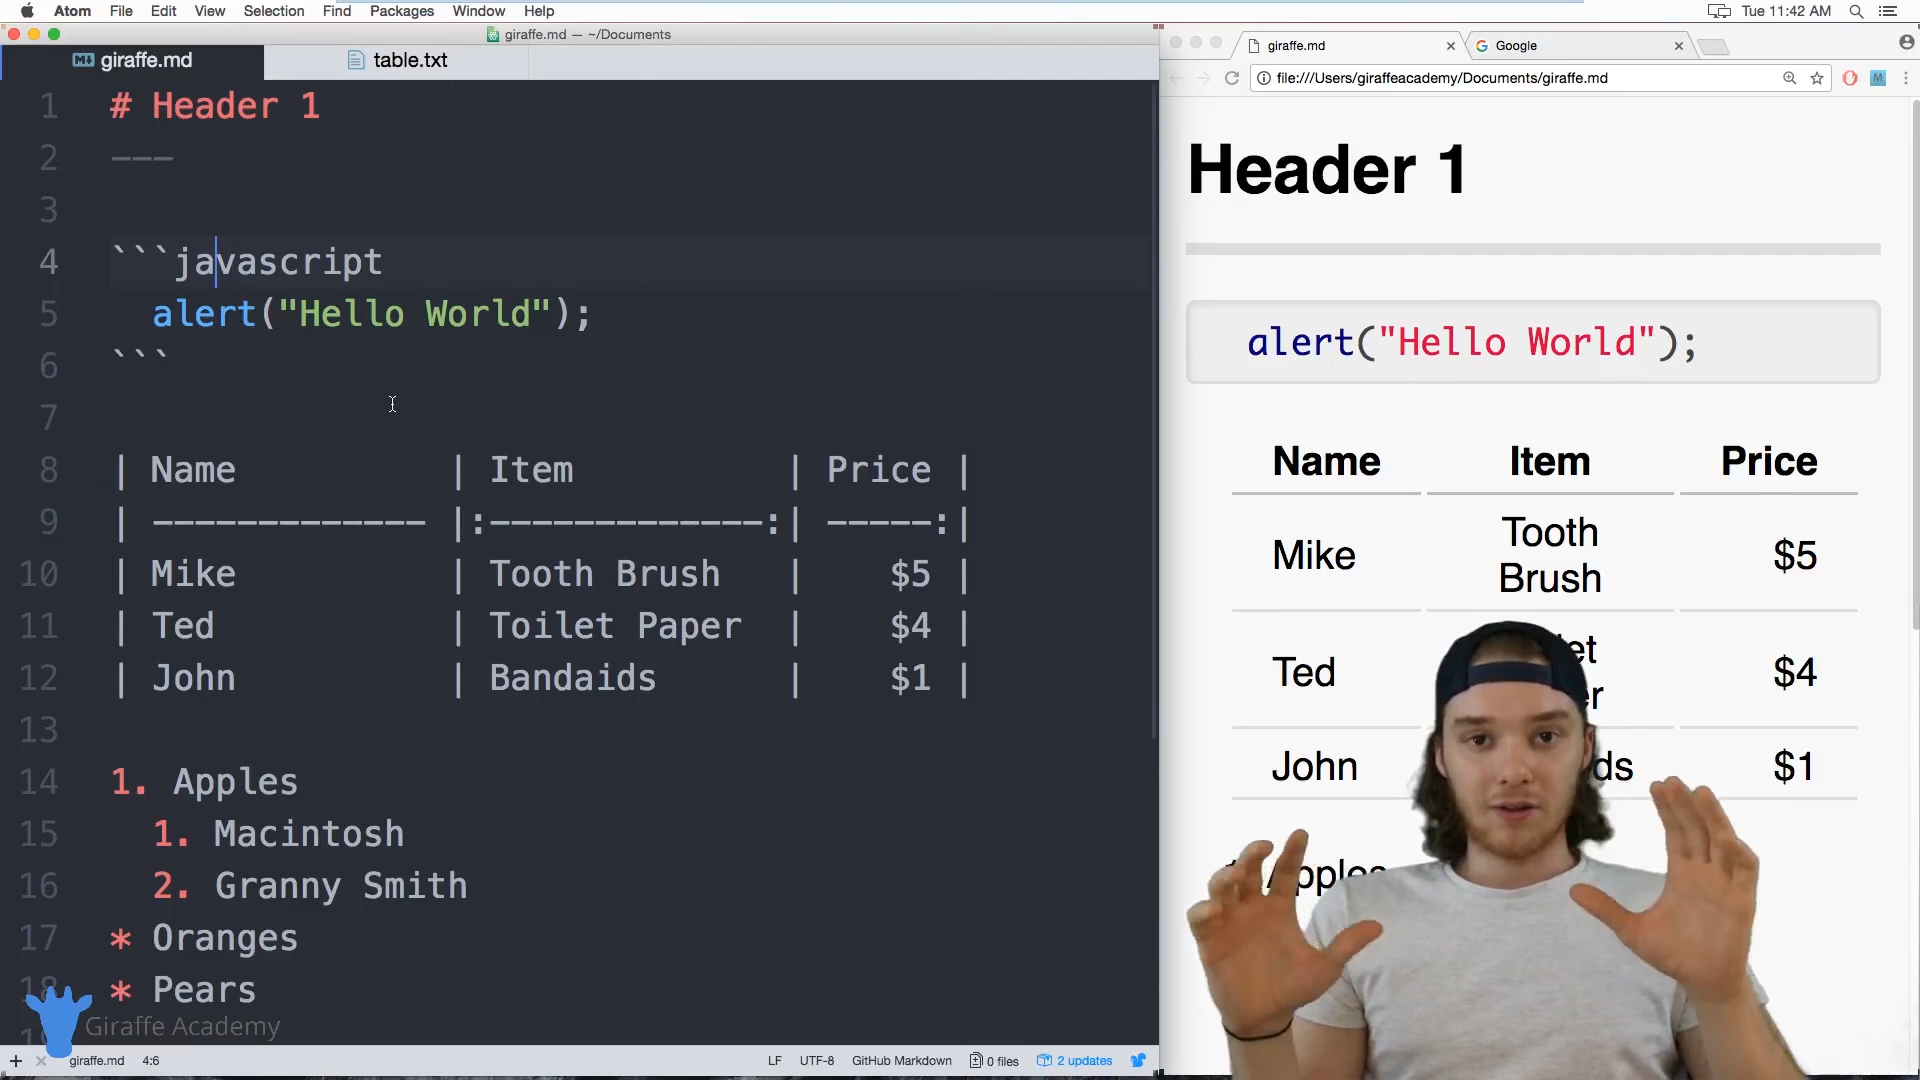 Atom File Edit View Selection Find Packages Window Help
Tue 11:42 AM
giraffe.md — ~/Documents
giraffe.md
table.txt
1 # Header 1
2 ---
3
4 ```javascript
5 alert("Hello World");
6 ```
7
8 | Name | Item | Price |
9 | ------------- |:-------------:| -----:|
10 | Mike | Tooth Brush | $5 |
11 | Ted | Toilet Paper | $4 |
12 | John | Bandaids | $1 |
13
14 1. Apples
15 1. Macintosh
16 2. Granny Smith
17 * Oranges
18 * Pears
Giraffe Academy
giraffe.md 4:6
LF UTF-8 GitHub Markdown 0 files 2 updates
giraffe.md
Google
file:///Users/giraffeacademy/Documents/giraffe.md
Header 1
alert("Hello World");
Name Item Price
Mike Tooth Brush $5
Ted $4
John $1
Apples